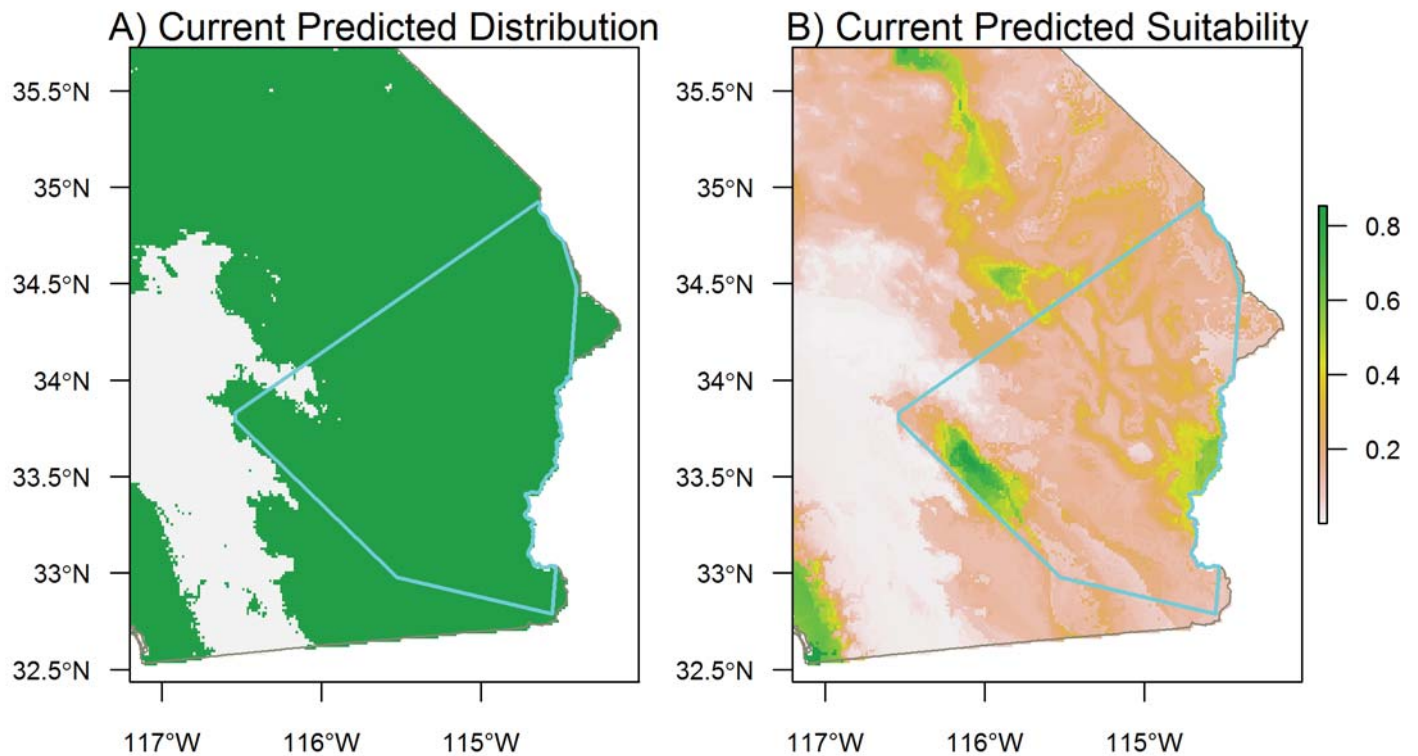 A) Current Predicted Distribution
35.5°N
35°N
34.5°N
34°N
33.5°N
33°N
32.5°N
117°W 116°W 115°W
B) Current Predicted Suitability
35.5°N
35°N
34.5°N
34°N
33.5°N
33°N
32.5°N
117°W 116°W 115°W
0.8
0.6
0.4
0.2